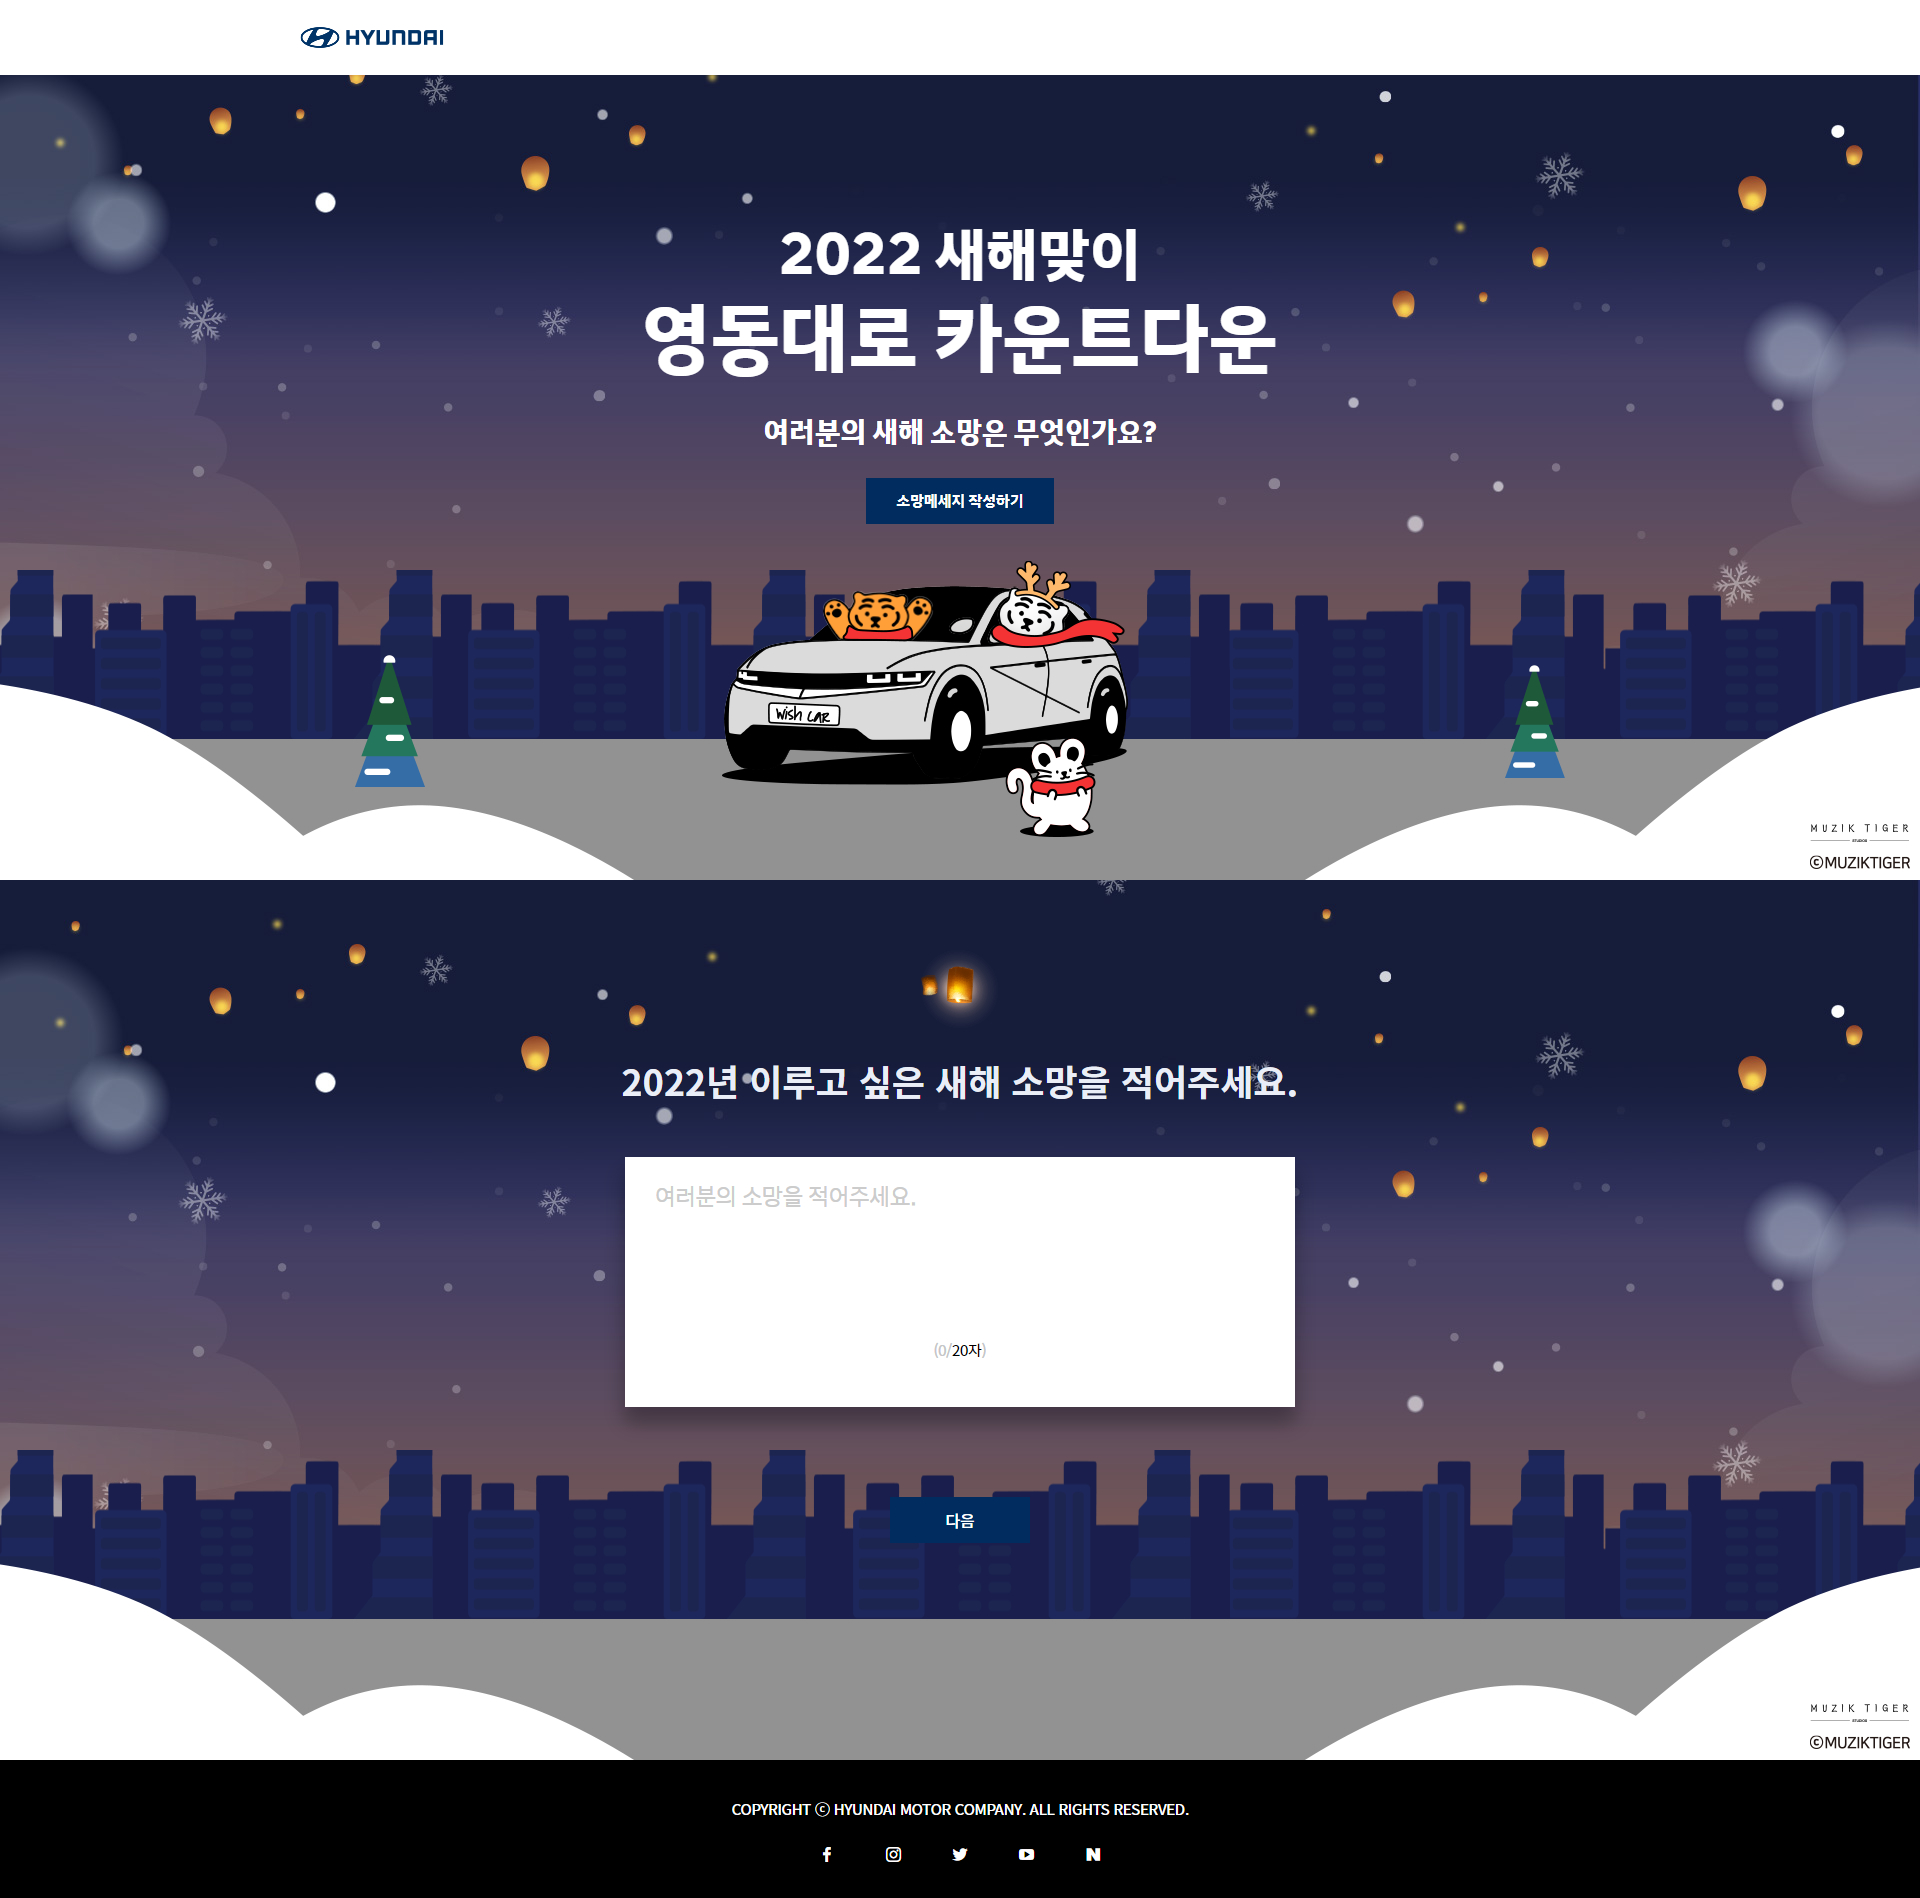 HYUNDAI
2022 새해맞이
영동대로 카운트다운
여러분의 새해 소망은 무엇인가요?
소망메세지 작성하기
wish car
MUZIK TIGER
STUDIOS
ⓒMUZIKTIGER
2022년 이루고 싶은 새해 소망을 적어주세요.
여러분의 소망을 적어주세요.
(0/20자)
다음
MUZIK TIGER
STUDIOS
ⓒMUZIKTIGER
COPYRIGHT ⓒ HYUNDAI MOTOR COMPANY. ALL RIGHTS RESERVED.